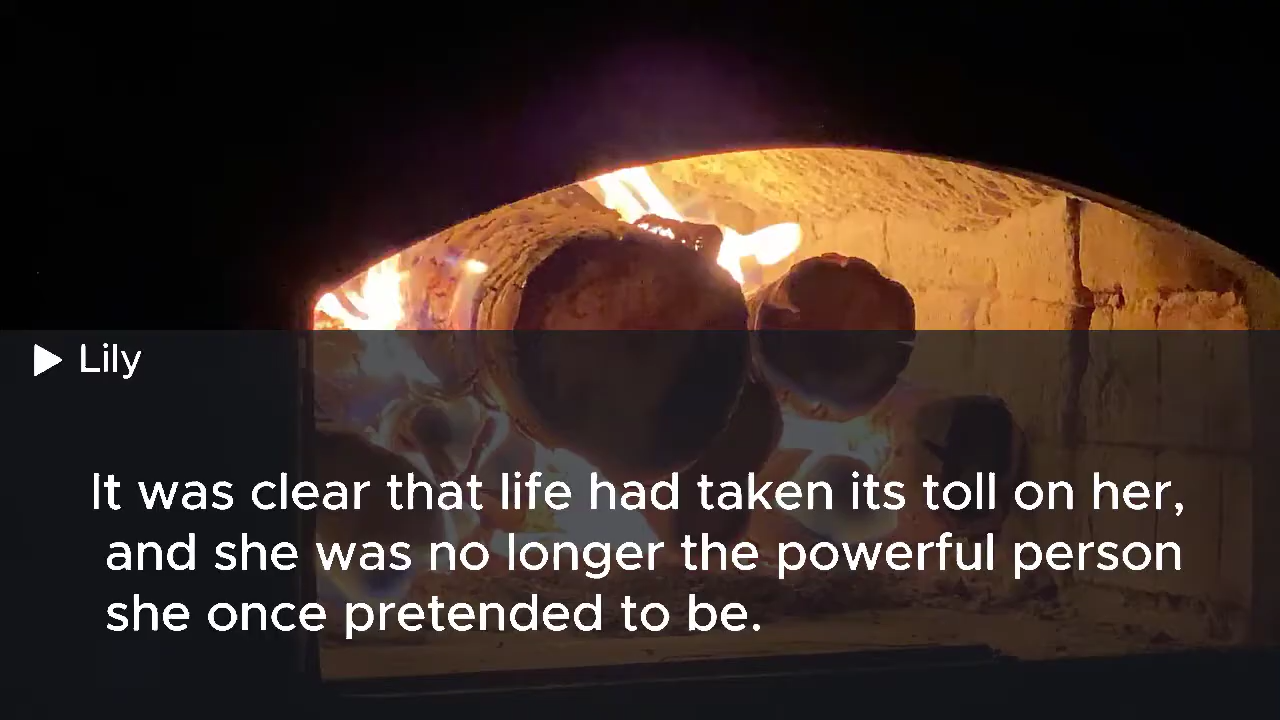 Lily
It was clear that life had taken its toll on her,
and she was no longer the powerful person
she once pretended to be.